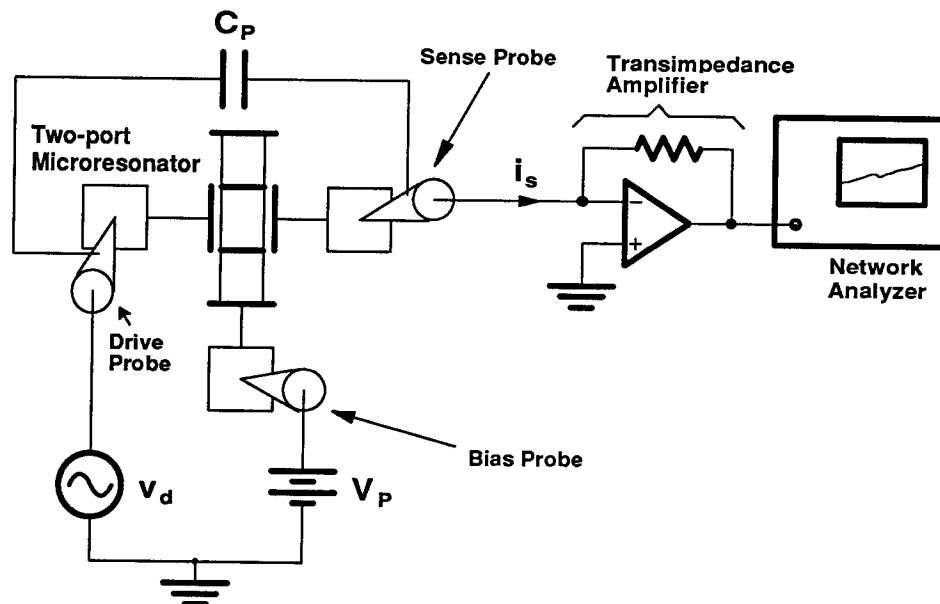 C_P
Sense Probe
Transimpedance
Amplifier
Two-port
Microresonator
i_s
−
+
Network
Analyzer
Drive
Probe
Bias Probe
v_d
V_P